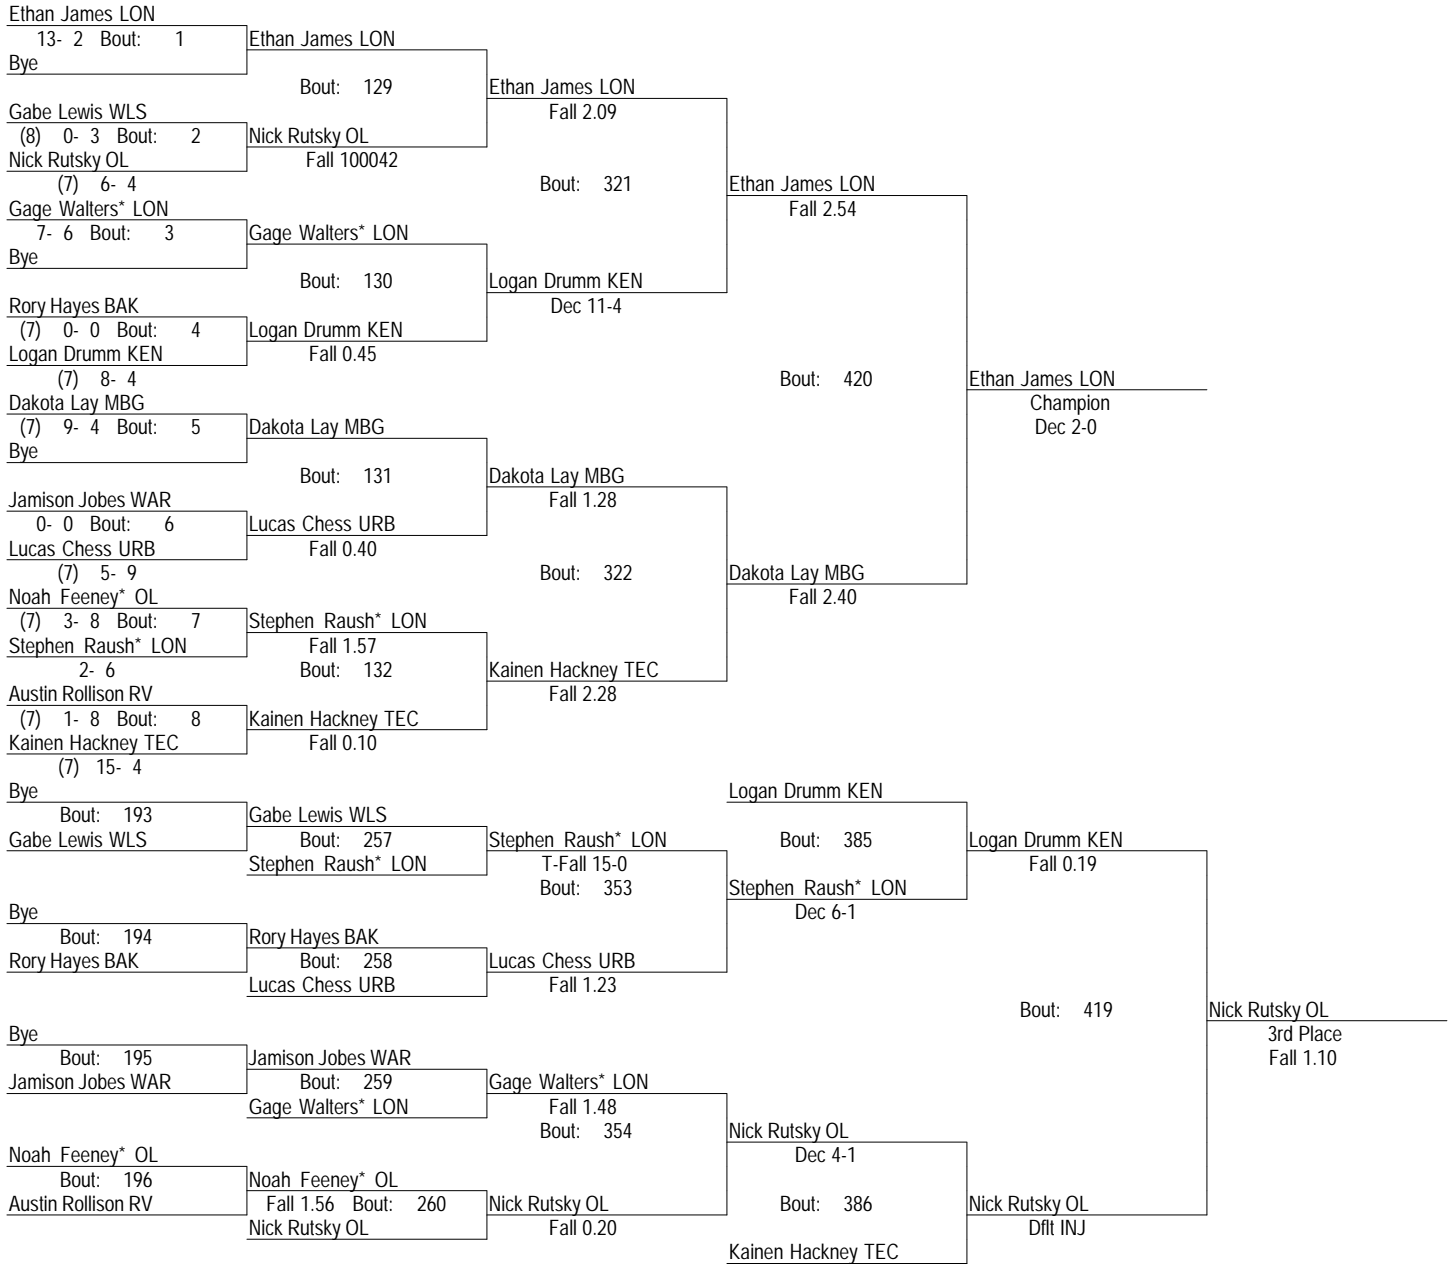 Ethan James LON
13- 2 Bout: 1 Ethan James LON
Bye
Bout: 129 Ethan James LON
Gabe Lewis WLS Fall 2.09
(8) 0- 3 Bout: 2 Nick Rutsky OL
Nick Rutsky OL Fall 100042
(7) 6- 4 Bout: 321 Ethan James LON
Gage Walters* LON Fall 2.54
7- 6 Bout: 3 Gage Walters* LON
Bye
Bout: 130 Logan Drumm KEN
Rory Hayes BAK Dec 11-4
(7) 0- 0 Bout: 4 Logan Drumm KEN
Logan Drumm KEN Fall 0.45
(7) 8- 4 Bout: 420 Ethan James LON
Dakota Lay MBG Champion
(7) 9- 4 Bout: 5 Dakota Lay MBG Dec 2-0
Bye
Bout: 131 Dakota Lay MBG
Jamison Jobes WAR Fall 1.28
0- 0 Bout: 6 Lucas Chess URB
Lucas Chess URB Fall 0.40
(7) 5- 9 Bout: 322 Dakota Lay MBG
Noah Feeney* OL Fall 2.40
(7) 3- 8 Bout: 7 Stephen Raush* LON
Stephen Raush* LON Fall 1.57
2- 6 Bout: 132 Kainen Hackney TEC
Austin Rollison RV Fall 2.28
(7) 1- 8 Bout: 8 Kainen Hackney TEC
Kainen Hackney TEC Fall 0.10
(7) 15- 4
Bye Logan Drumm KEN
Bout: 193 Gabe Lewis WLS
Gabe Lewis WLS Bout: 257 Stephen Raush* LON Bout: 385 Logan Drumm KEN
Stephen Raush* LON T-Fall 15-0 Fall 0.19
Bout: 353 Stephen Raush* LON
Bye Dec 6-1
Bout: 194 Rory Hayes BAK
Rory Hayes BAK Bout: 258 Lucas Chess URB
Lucas Chess URB Fall 1.23
Bout: 419 Nick Rutsky OL
Bye 3rd Place
Bout: 195 Jamison Jobes WAR Fall 1.10
Jamison Jobes WAR Bout: 259 Gage Walters* LON
Gage Walters* LON Fall 1.48
Bout: 354 Nick Rutsky OL
Noah Feeney* OL Dec 4-1
Bout: 196 Noah Feeney* OL
Austin Rollison RV Fall 1.56 Bout: 260 Nick Rutsky OL Bout: 386 Nick Rutsky OL
Nick Rutsky OL Fall 0.20 Dflt INJ
Kainen Hackney TEC